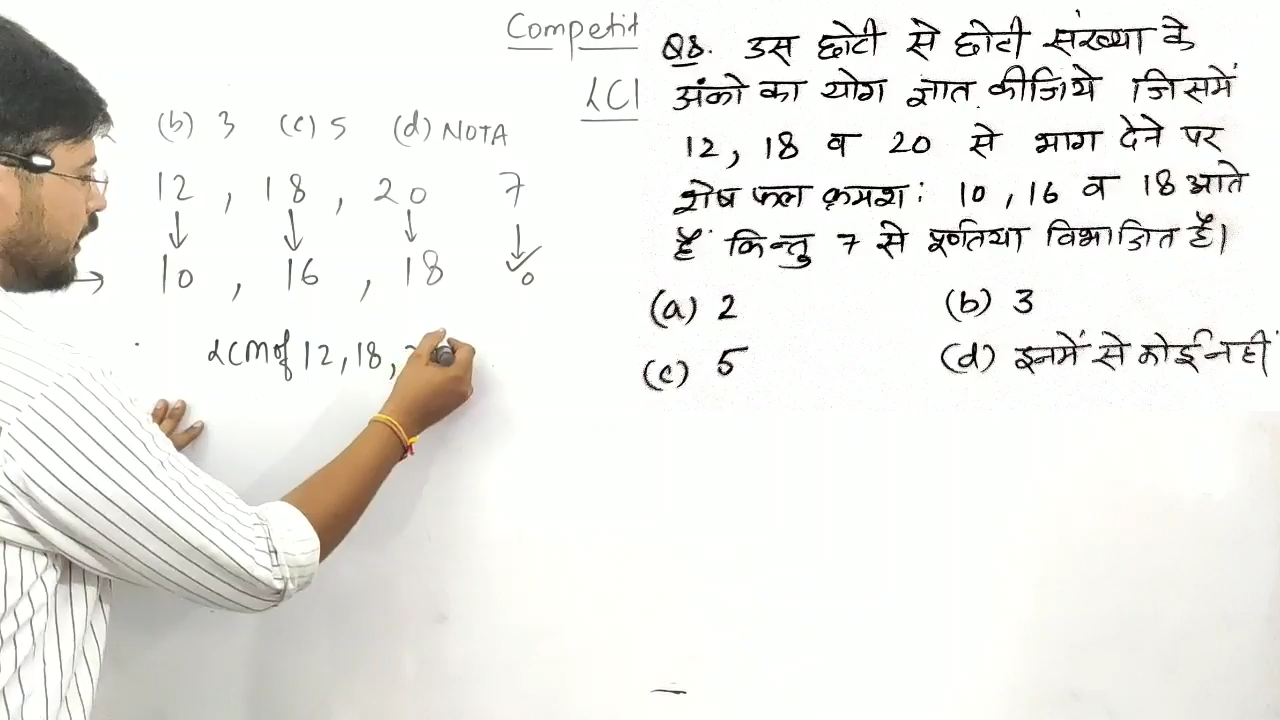 Competit
LCI
(b) 3 (c) 5 (d) NOTA
12 , 18 , 20 7
↓ ↓ ↓ ↓
→ 10 , 16 , 18 0
LCM of 12, 18,
Q8. उस छोटी से छोटी संख्या के
अंको का योग ज्ञात कीजिये जिसमें
12, 18 व 20 से भाग देने पर
शेष फल क्रमश: 10, 16 व 18 आते
हैं किन्तु 7 से पूर्णतया विभाजित है।
(a) 2 (b) 3
(c) 5 (d) इनमें से कोई नहीं